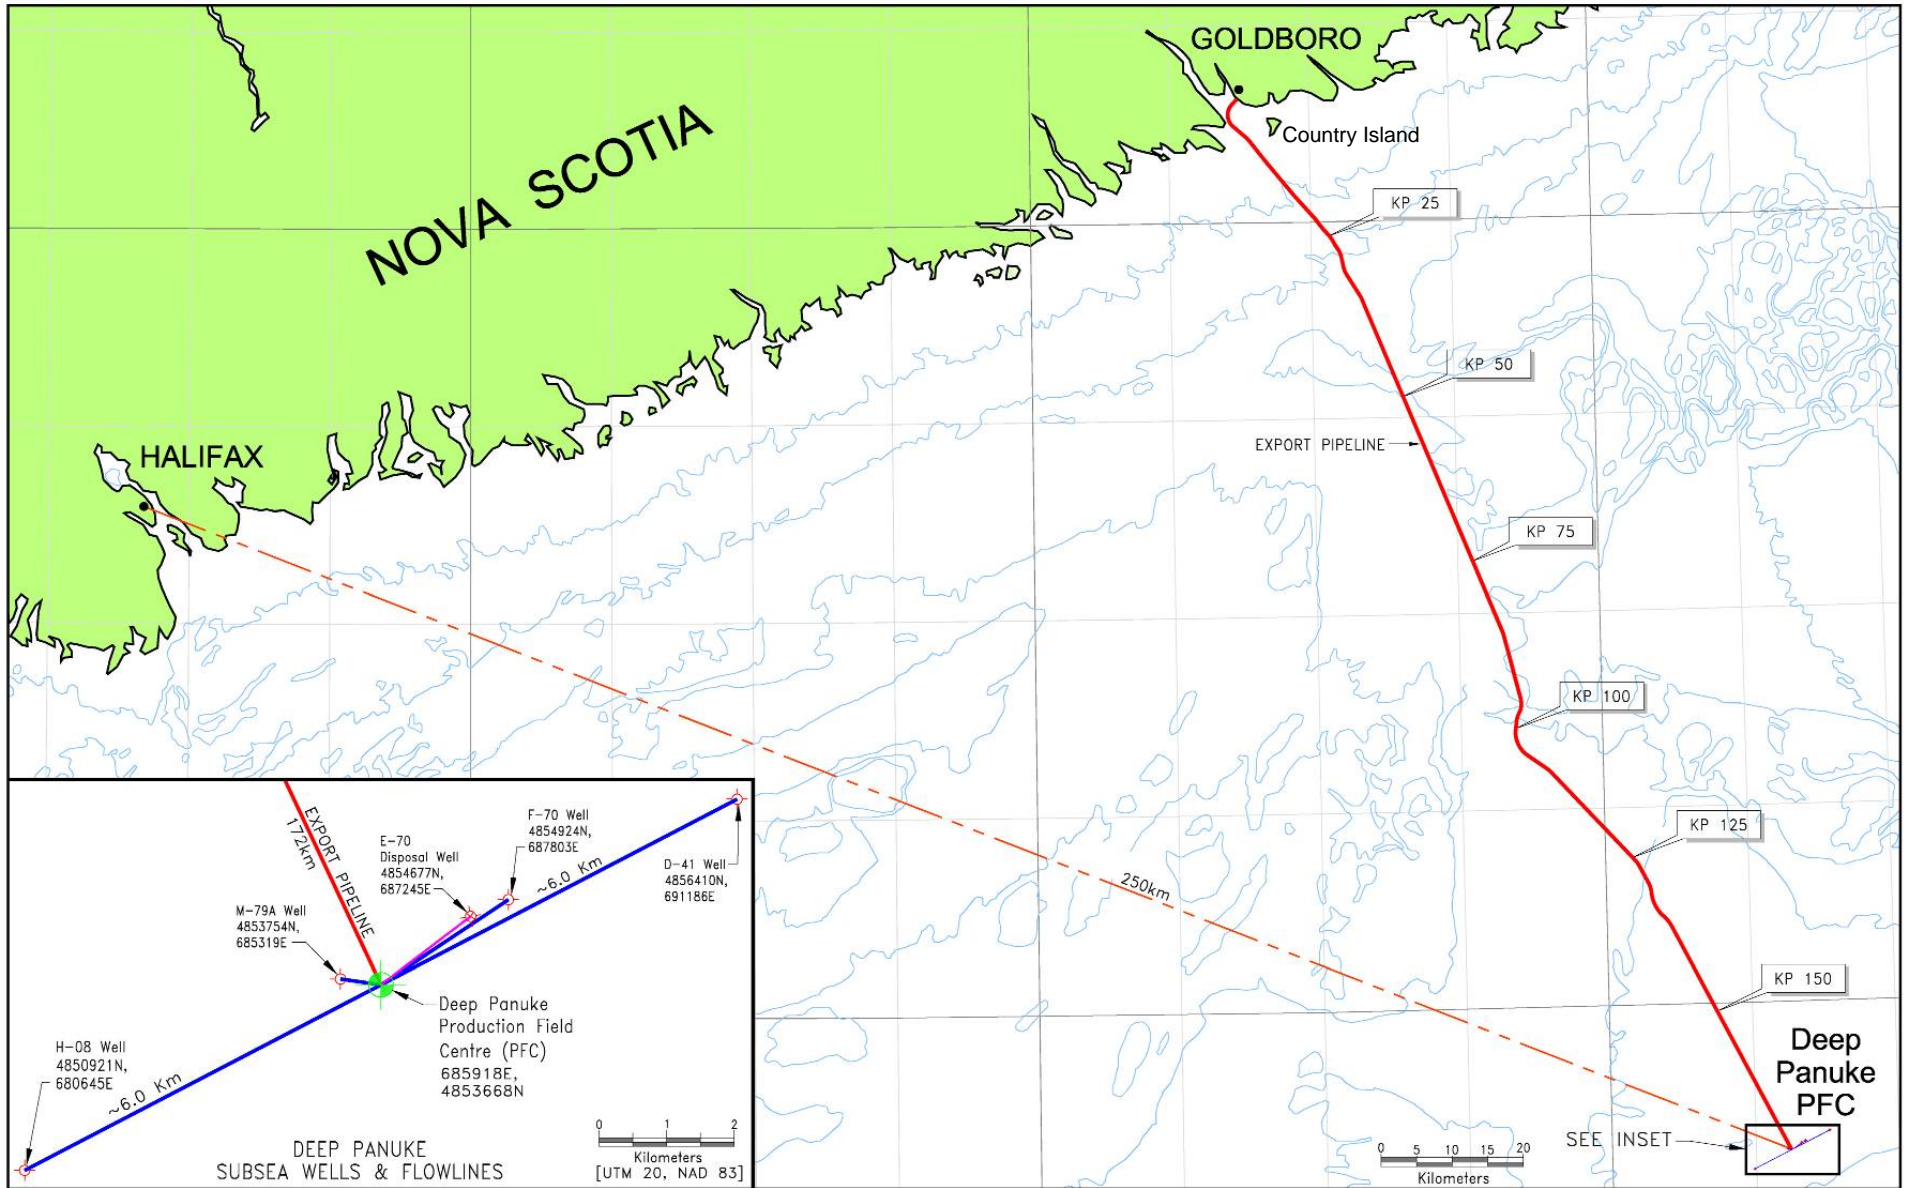 GOLDBORO
Country Island
NOVA SCOTIA
KP 25
KP 50
EXPORT PIPELINE
HALIFAX
KP 75
KP 100
KP 125
250km
KP 150
Deep
Panuke
PFC
SEE INSET
0 5 10 15 20
Kilometers
EXPORT PIPELINE
172km
F-70 Well
4854924N,
687803E
E-70
Disposal Well
4854677N,
687245E
~6.0 Km
D-41 Well
4856410N,
691186E
M-79A Well
4853754N,
685319E
Deep Panuke
Production Field
Centre (PFC)
685918E,
4853668N
H-08 Well
4850921N,
680645E
~6.0 Km
DEEP PANUKE
SUBSEA WELLS & FLOWLINES
0 1 2
Kilometers
[UTM 20, NAD 83]